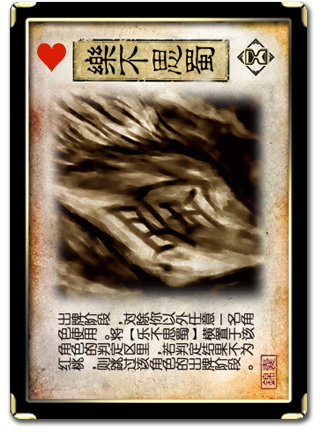 樂不思蜀
出牌阶段，对除你以外任意一名角
色使用。将【乐不思蜀】横置于该
角色的判定区里，若判定结果不为
红桃，则跳过该角色的出牌阶段。
錦囊